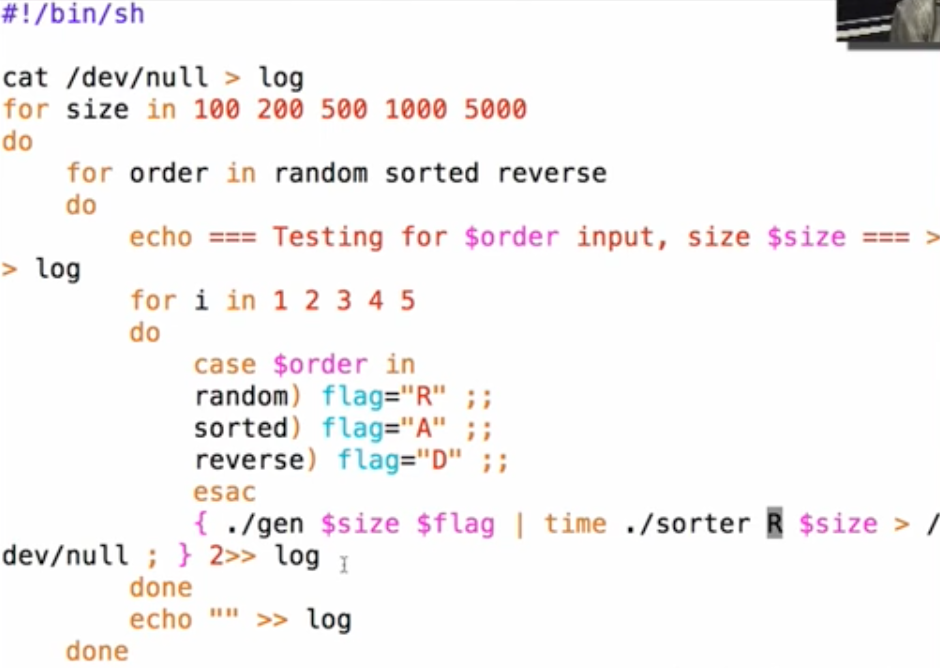 #!/bin/sh
cat /dev/null > log
for size in 100 200 500 1000 5000
do
for order in random sorted reverse
do
echo === Testing for $order input, size $size === >
> log
for i in 1 2 3 4 5
do
case $order in
random) flag="R" ;;
sorted) flag="A" ;;
reverse) flag="D" ;;
esac
{ ./gen $size $flag | time ./sorter R $size > /
dev/null ; } 2>> log
done
echo "" >> log
done